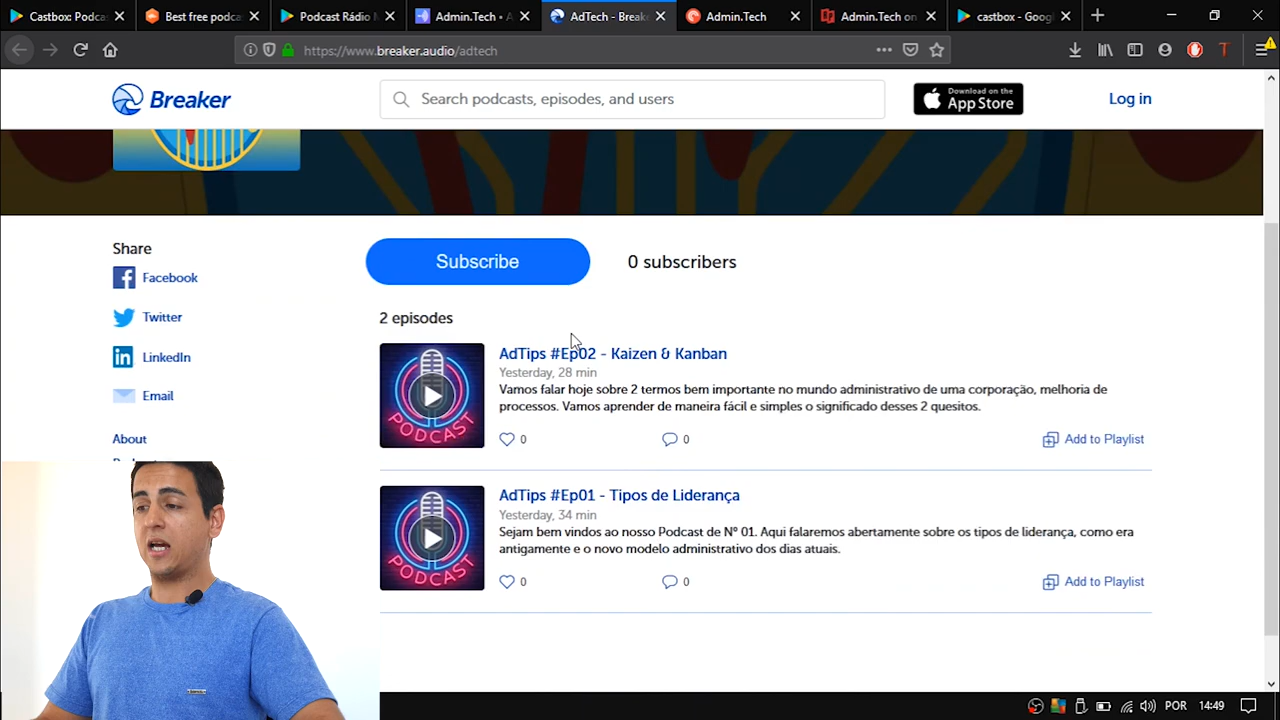 Castbox Podca
Best free podca
Podcast Rádio M
Admin.Tech • A
AdTech - Break
Admin.Tech
Admin.Tech on
castbox - Goog
https://www.breaker.audio/adtech
Breaker
Search podcasts, episodes, and users
Download on the
App Store
Log in
Share
Facebook
Twitter
LinkedIn
Email
About
Subscribe
0 subscribers
2 episodes
AdTips #Ep02 - Kaizen & Kanban
Yesterday, 28 min
Vamos falar hoje sobre 2 termos bem importante no mundo administrativo de uma corporação, melhoria de
processos. Vamos aprender de maneira fácil e simples o significado desses 2 quesitos.
0
0
Add to Playlist
PODCAST
AdTips #Ep01 - Tipos de Liderança
Yesterday, 34 min
Sejam bem vindos ao nosso Podcast de Nº 01. Aqui falaremos abertamente sobre os tipos de liderança, como era
antigamente e o novo modelo administrativo dos dias atuais.
0
0
Add to Playlist
PODCAST
POR
14:49